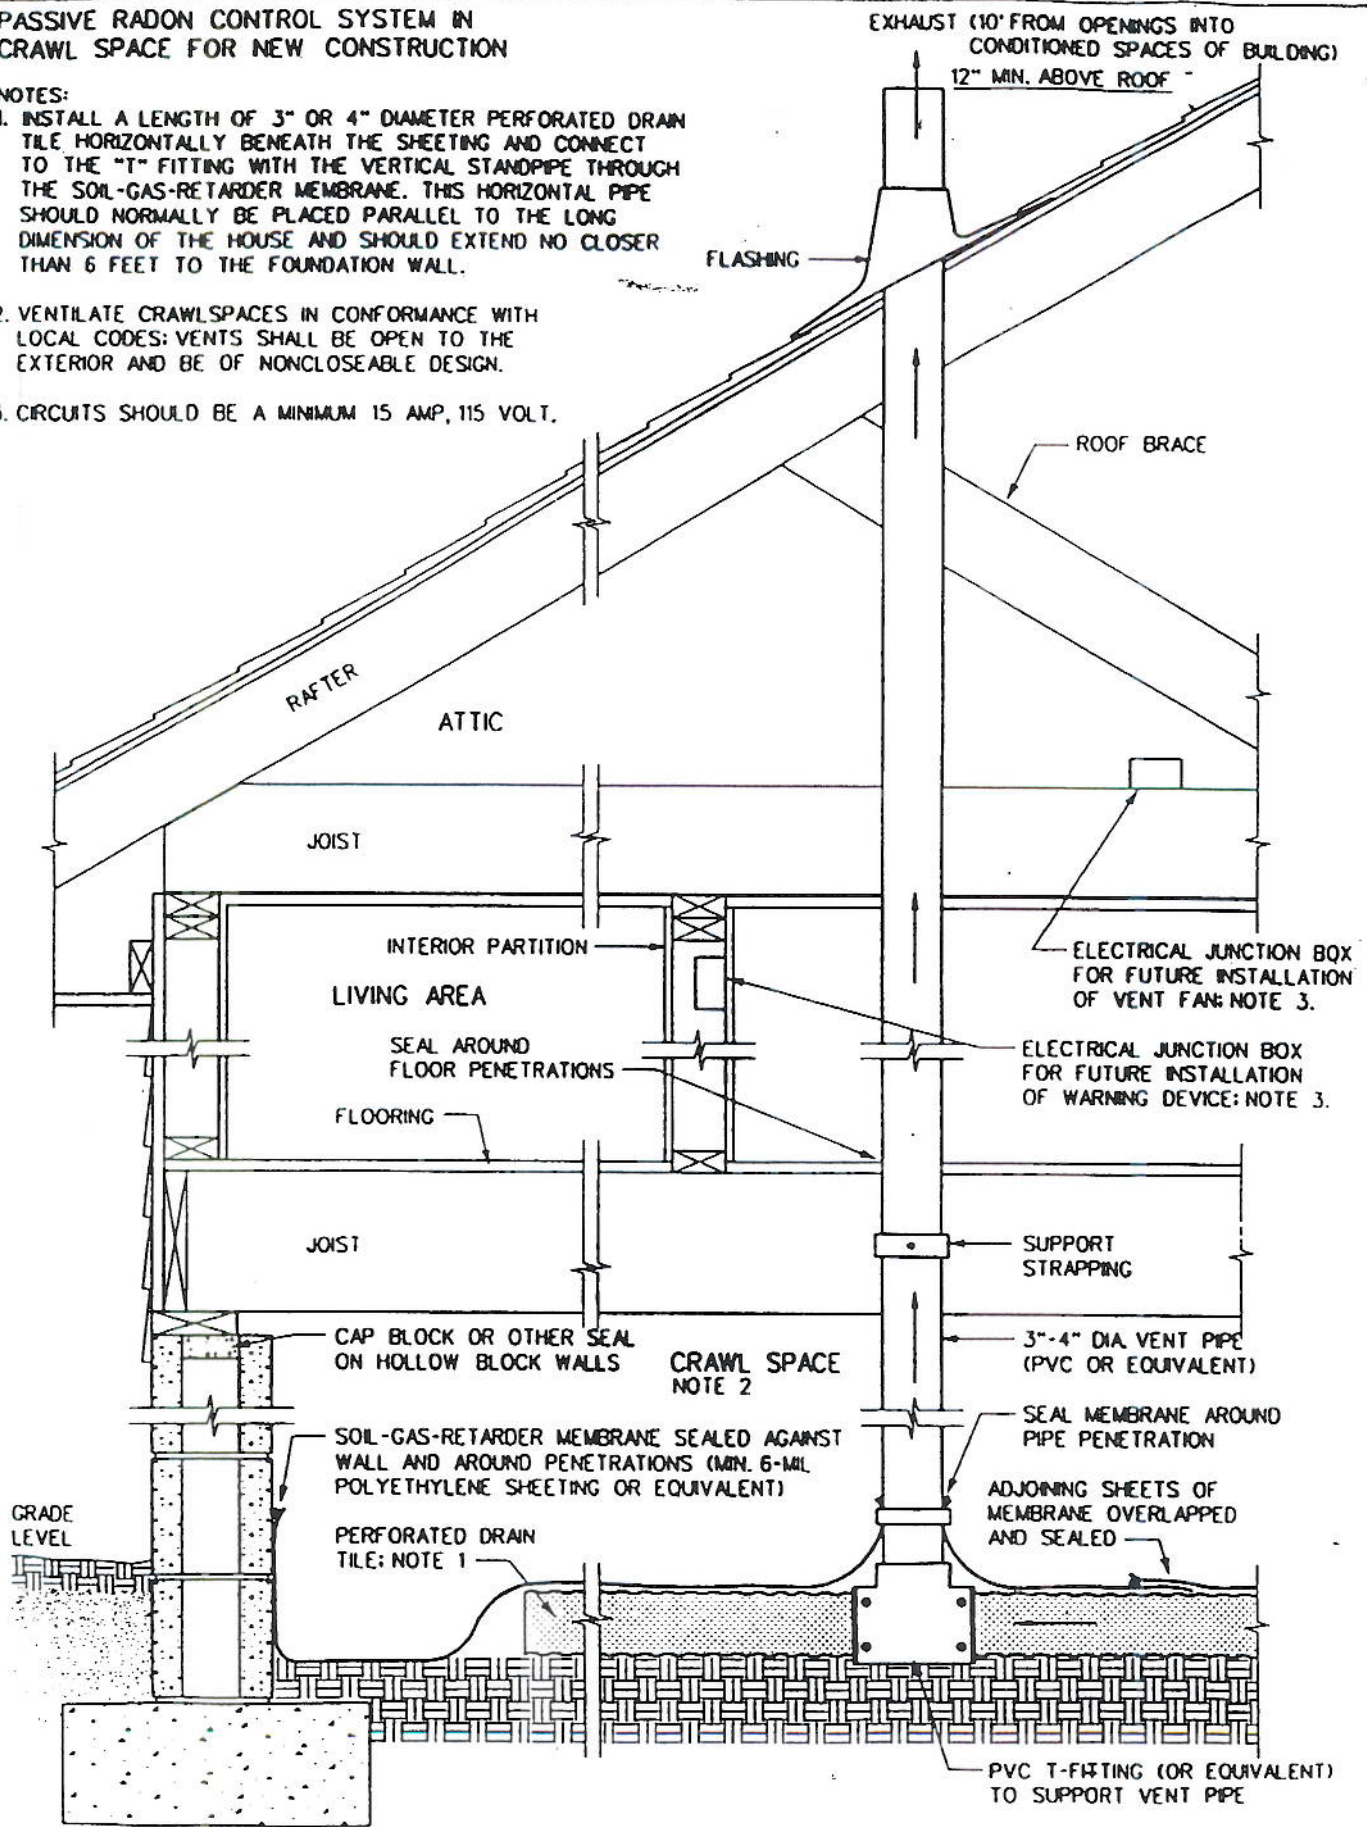 PASSIVE RADON CONTROL SYSTEM IN
CRAWL SPACE FOR NEW CONSTRUCTION
NOTES:
1. INSTALL A LENGTH OF 3" OR 4" DIAMETER PERFORATED DRAIN
TILE HORIZONTALLY BENEATH THE SHEETING AND CONNECT
TO THE "T" FITTING WITH THE VERTICAL STANDPIPE THROUGH
THE SOIL-GAS-RETARDER MEMBRANE. THIS HORIZONTAL PIPE
SHOULD NORMALLY BE PLACED PARALLEL TO THE LONG
DIMENSION OF THE HOUSE AND SHOULD EXTEND NO CLOSER
THAN 6 FEET TO THE FOUNDATION WALL.
2. VENTILATE CRAWLSPACES IN CONFORMANCE WITH
LOCAL CODES; VENTS SHALL BE OPEN TO THE
EXTERIOR AND BE OF NONCLOSEABLE DESIGN.
3. CIRCUITS SHOULD BE A MINIMUM 15 AMP, 115 VOLT.
EXHAUST (10' FROM OPENINGS INTO
CONDITIONED SPACES OF BUILDING)
12" MIN. ABOVE ROOF
FLASHING
ROOF BRACE
RAFTER
ATTIC
JOIST
INTERIOR PARTITION
LIVING AREA
ELECTRICAL JUNCTION BOX
FOR FUTURE INSTALLATION
OF VENT FAN; NOTE 3.
SEAL AROUND
FLOOR PENETRATIONS
ELECTRICAL JUNCTION BOX
FOR FUTURE INSTALLATION
OF WARNING DEVICE; NOTE 3.
FLOORING
JOIST
SUPPORT
STRAPPING
CAP BLOCK OR OTHER SEAL
ON HOLLOW BLOCK WALLS
CRAWL SPACE
NOTE 2
3"-4" DIA. VENT PIPE
(PVC OR EQUIVALENT)
SEAL MEMBRANE AROUND
PIPE PENETRATION
SOIL-GAS-RETARDER MEMBRANE SEALED AGAINST
WALL AND AROUND PENETRATIONS (MIN. 6-MIL
POLYETHYLENE SHEETING OR EQUIVALENT)
ADJOINING SHEETS OF
MEMBRANE OVERLAPPED
AND SEALED
GRADE
LEVEL
PERFORATED DRAIN
TILE; NOTE 1
PVC T-FITTING (OR EQUIVALENT)
TO SUPPORT VENT PIPE